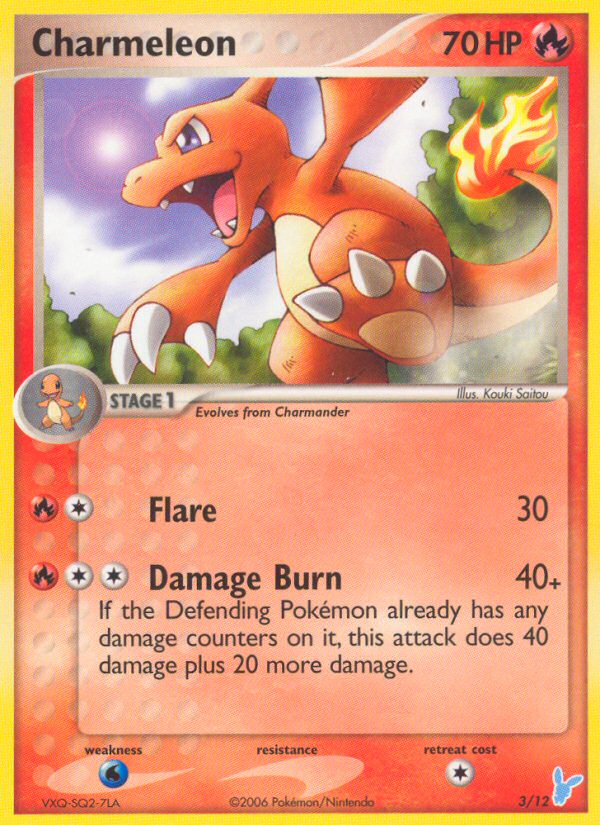 Charmeleon 70 HP
Illus. Kouki Saitou
STAGE 1
Evolves from Charmander
Flare 30
Damage Burn 40+
If the Defending Pokémon already has any
damage counters on it, this attack does 40
damage plus 20 more damage.
weakness resistance retreat cost
VXQ-SQ2-7LA ©2006 Pokémon/Nintendo 3/12